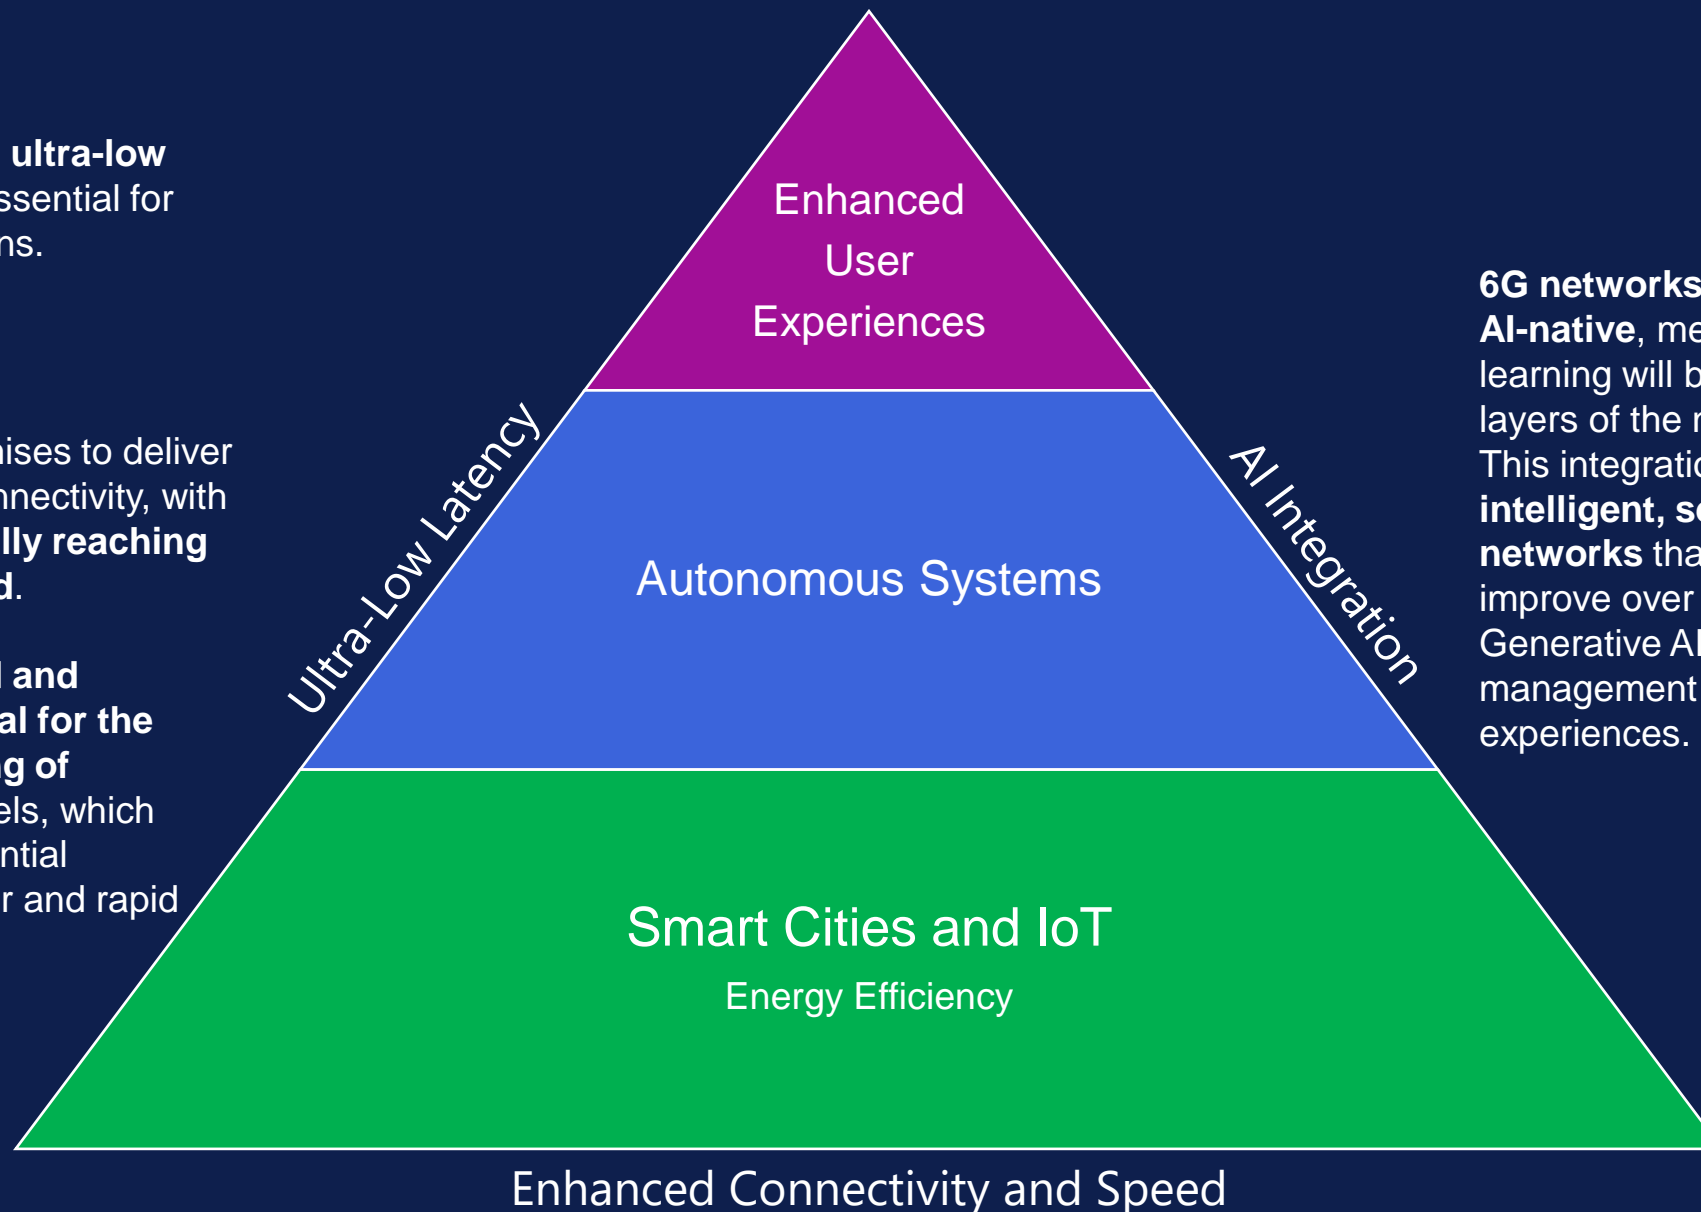 ultra-low
essential for
ns.
nises to deliver
nnectivity, with
lly reaching
d.
l and
al for the
ng of
els, which
ntial
r and rapid
Enhanced
User
Experiences
Ultra-Low Latency
Autonomous Systems
AI Integration
Smart Cities and IoT
Energy Efficiency
Enhanced Connectivity and Speed
6G networks
AI-native, me
learning will b
layers of the r
This integratio
intelligent, se
networks tha
improve over
Generative AI
management
experiences.